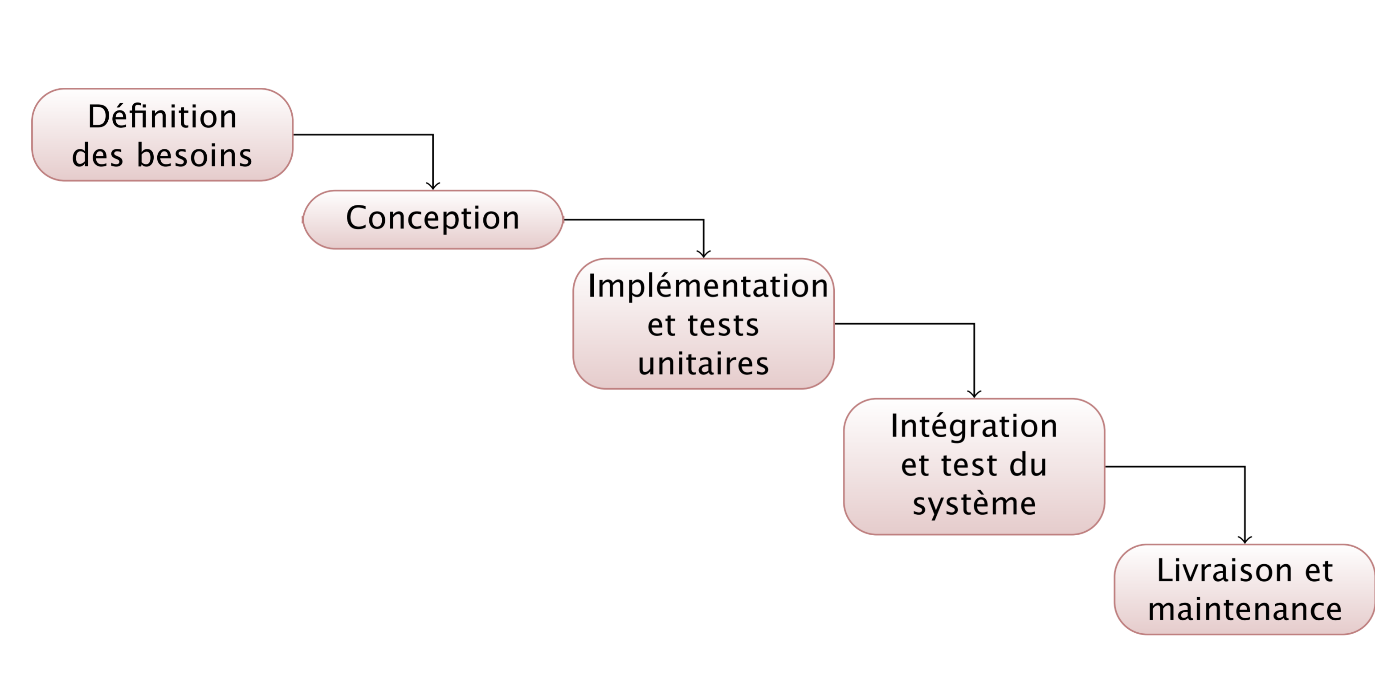 Définition
des besoins
Conception
Implémentation
et tests
unitaires
Intégration
et test du
système
Livraison et
maintenance